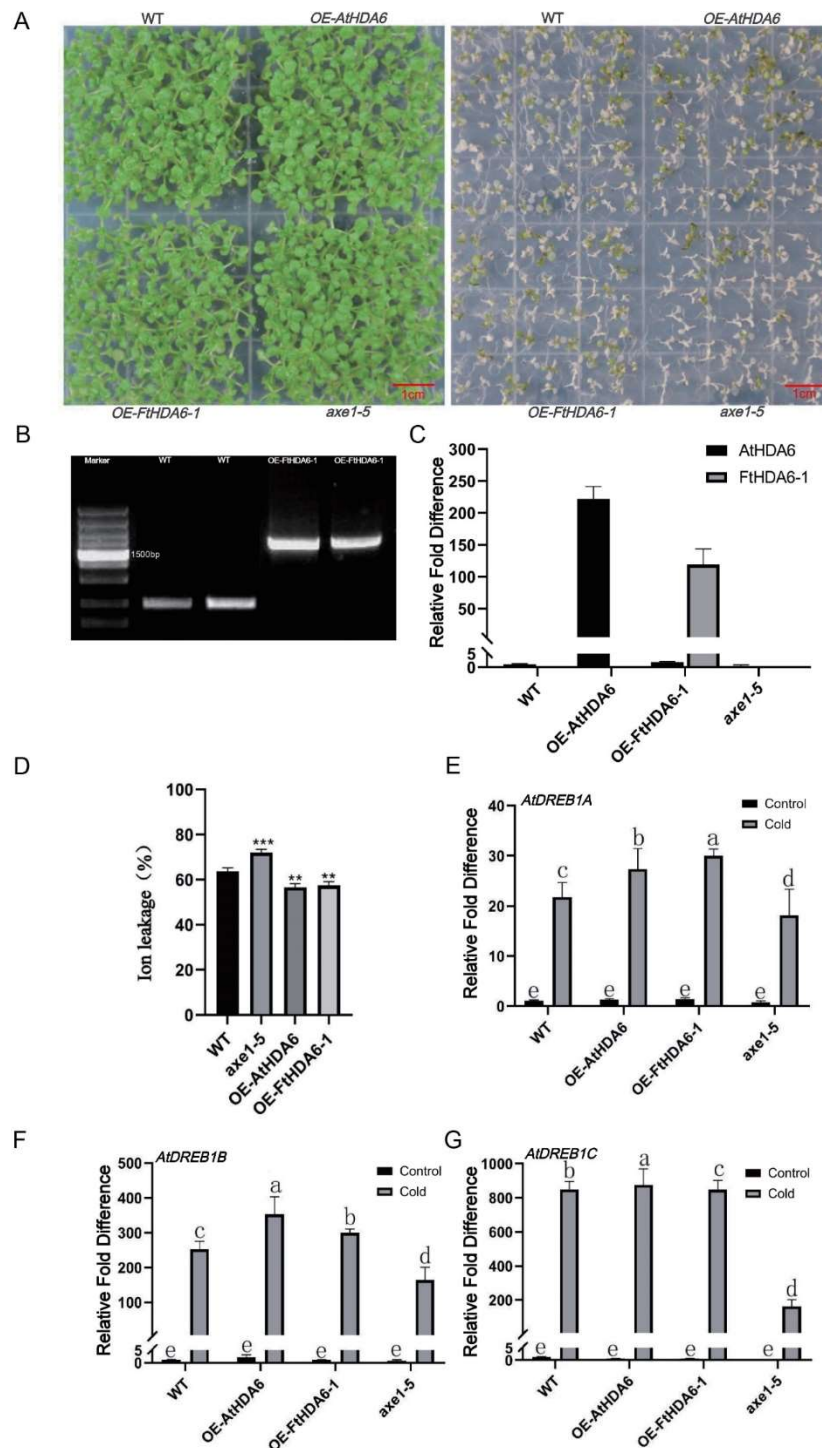 A
WT OE-AtHDA6 WT OE-AtHDA6
1cm 1cm
OE-FtHDA6-1 axe1-5 OE-FtHDA6-1 axe1-5
B
Marker WT WT OE-FtHDA6-1 OE-FtHDA6-1
1500bp
C
Relative Fold Difference
300
250
200
150
100
50
5
0
AtHDA6
FtHDA6-1
WT OE-AtHDA6 OE-FtHDA6-1 axe1-5
D
Ion leakage (%)
100
80
60
40
20
0
*** ** **
WT axe1-5 OE-AtHDA6 OE-FtHDA6-1
E
AtDREB1A
Relative Fold Difference
40
30
20
10
0
Control
Cold
e c e b e a e d
WT OE-AtHDA6 OE-FtHDA6-1 axe1-5
F
AtDREB1B
Relative Fold Difference
500
400
300
200
100
5
0
Control
Cold
e c e a e b e d
WT OE-AtHDA6 OE-FtHDA6-1 axe1-5
G
AtDREB1C
Relative Fold Difference
1000
800
600
400
200
5
0
Control
Cold
e b e a e c e d
WT OE-AtHDA6 OE-FtHDA6-1 axe1-5